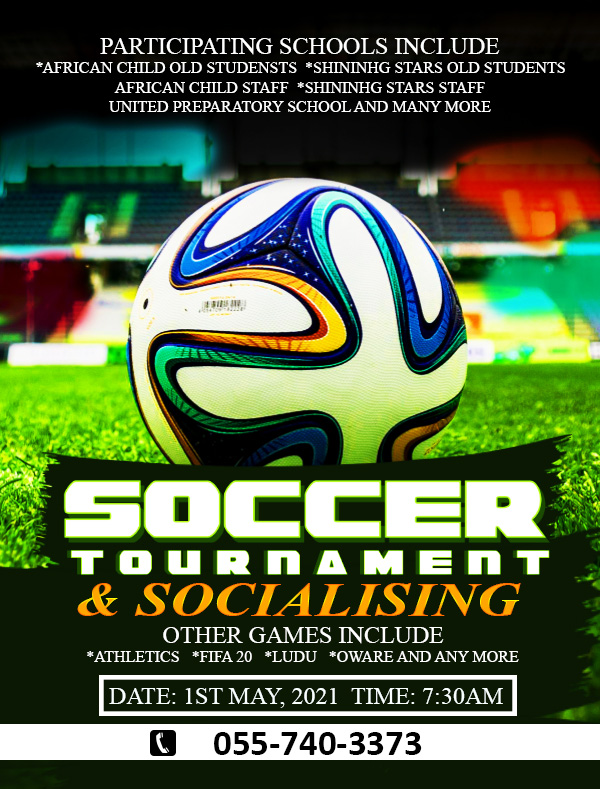 PARTICIPATING SCHOOLS INCLUDE
*AFRICAN CHILD OLD STUDENSTS *SHININHG STARS OLD STUDENTS
AFRICAN CHILD STAFF *SHININHG STARS STAFF
UNITED PREPARATORY SCHOOL AND MANY MORE
SOCCER
TOURNAMENT
& SOCIALISING
OTHER GAMES INCLUDE
*ATHLETICS *FIFA 20 *LUDU *OWARE AND ANY MORE
DATE: 1ST MAY, 2021 TIME: 7:30AM
055-740-3373